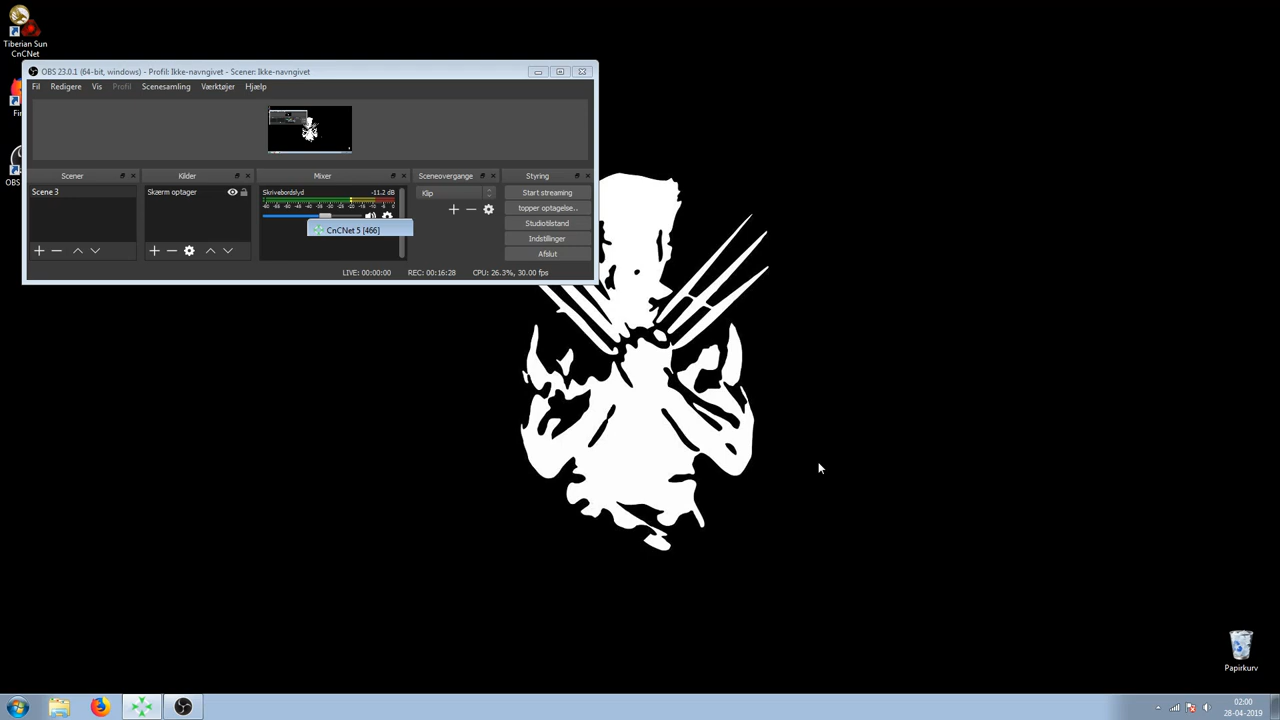 Tiberian Sun
CnCNet
OBS 23.0.1 (64-bit, windows) - Profil: Ikke-navngivet - Scener: Ikke-navngivet
Fil Redigere Vis Profil Scenesamling Værktøjer Hjælp
Scener Kilder Mixer Sceneovergange Styring
Scene 3
Skærm optager
Skrivebordslyd -11.2 dB
Klip
Start streaming
topper optagelse..
Studiotilstand
Indstillinger
Afslut
CnCNet 5 [466]
LIVE: 00:00:00 REC: 00:16:28 CPU: 26.3%, 30.00 fps
OBS
Papirkurv
02:00
28-04-2019